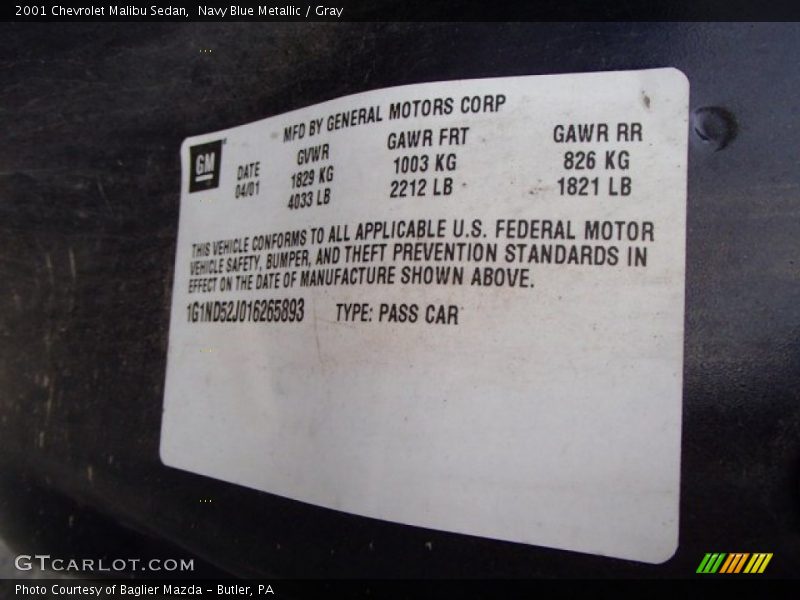 2001 Chevrolet Malibu Sedan, Navy Blue Metallic / Gray
MFD BY GENERAL MOTORS CORP
GM
DATE GVWR GAWR FRT GAWR RR
04/01 1829 KG 1003 KG 826 KG
4033 LB 2212 LB 1821 LB
THIS VEHICLE CONFORMS TO ALL APPLICABLE U.S. FEDERAL MOTOR
VEHICLE SAFETY, BUMPER, AND THEFT PREVENTION STANDARDS IN
EFFECT ON THE DATE OF MANUFACTURE SHOWN ABOVE.
1G1ND52J016265893 TYPE: PASS CAR
GTCARLOT.COM
Photo Courtesy of Baglier Mazda - Butler, PA